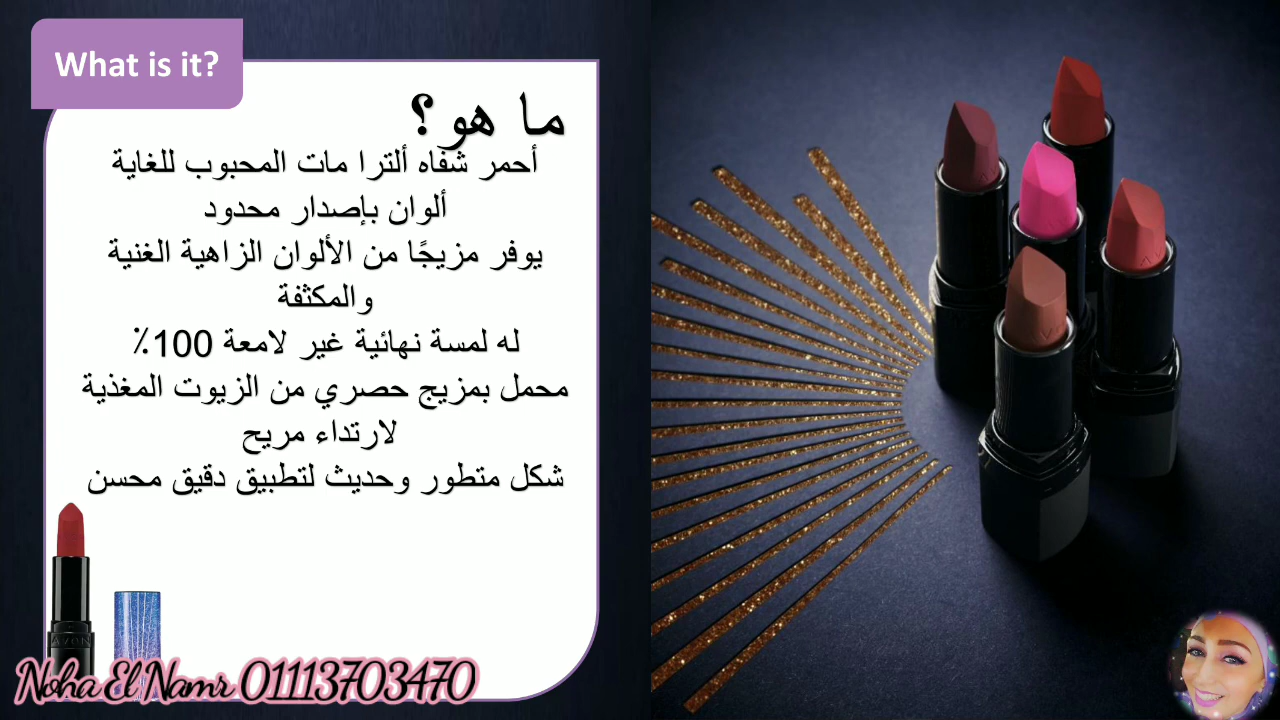 What is it?
ما هو؟
أحمر شفاه ألترا مات المحبوب للغاية
ألوان بإصدار محدود
يوفر مزيجًا من الألوان الزاهية الغنية
والمكثفة
له لمسة نهائية غير لامعة 100٪
محمل بمزيج حصري من الزيوت المغذية
لارتداء مريح
شكل متطور وحديث لتطبيق دقيق محسن
AVON
Noha El Namr 01113703470